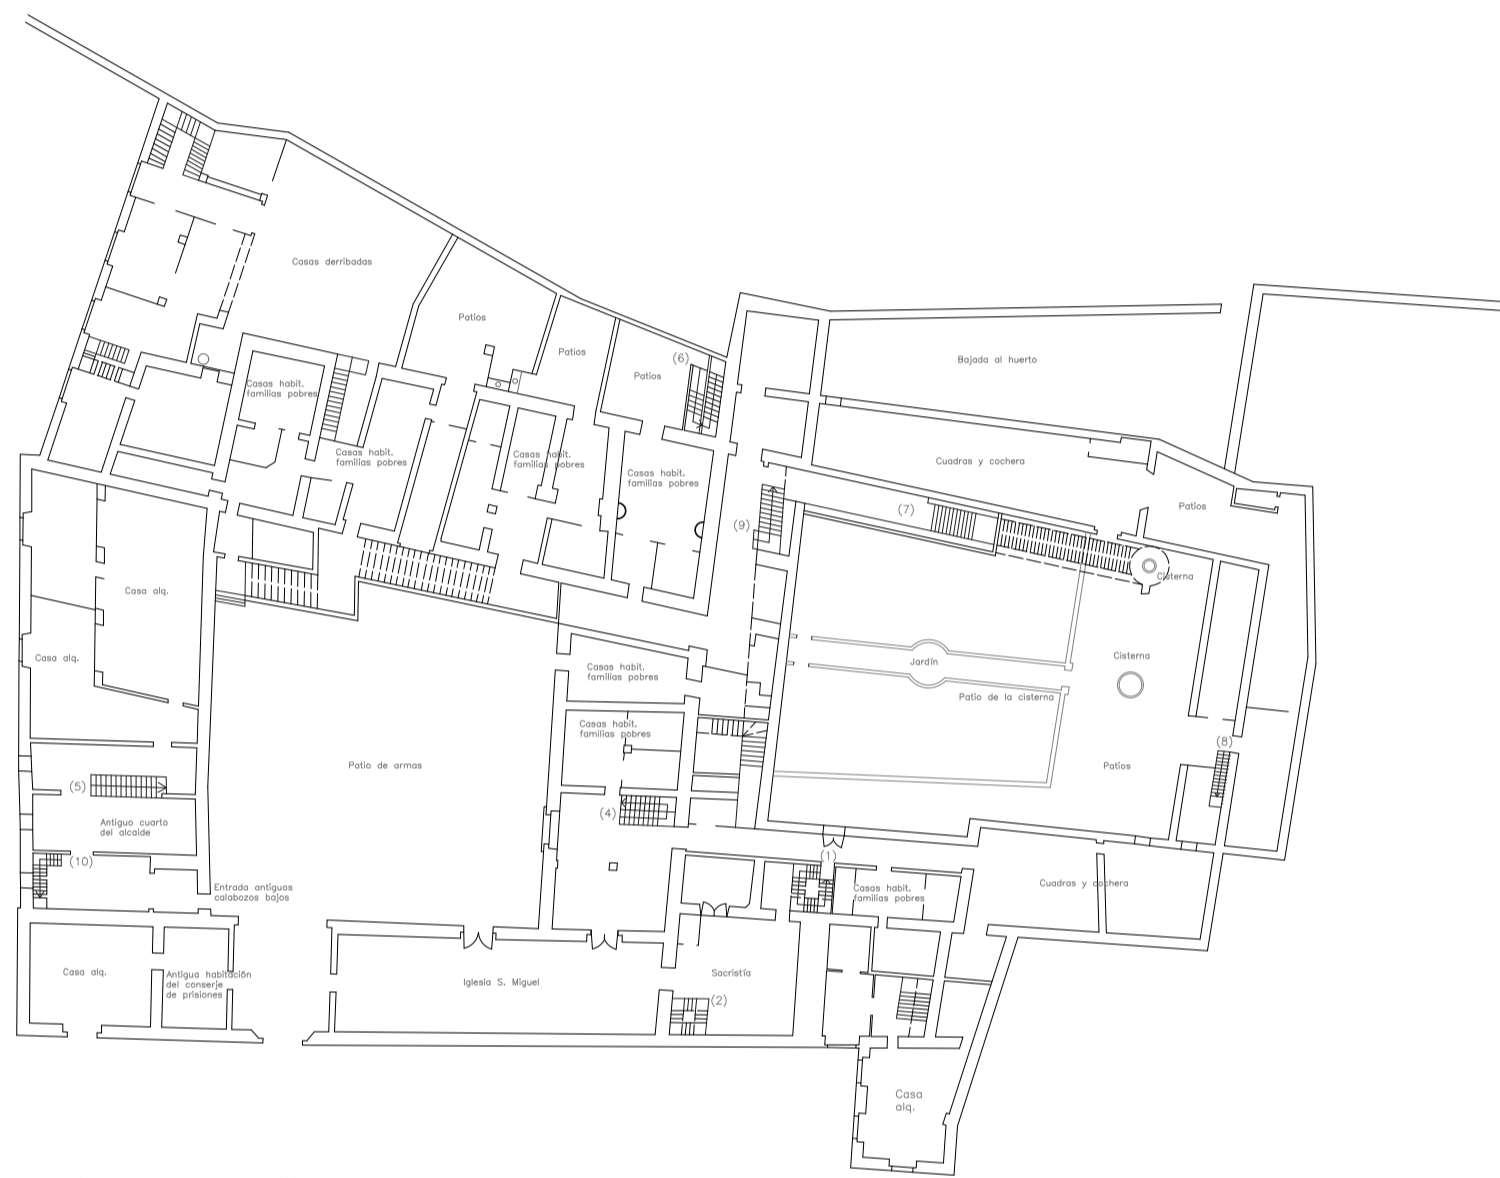 Casas derribadas
Patios
Patios
(6)
Patios
Bajada al huerto
Casas habit.
familias pobres
Casas habit.
familias pobres
Casas habit.
familias pobres
Casas habit.
familias pobres
Cuadras y cochera
Patios
(7)
(9)
Cisterna
Casa alq.
Casa alq.
Casas habit.
familias pobres
Jardín
Cisterna
Patio de la cisterna
Casas habit.
familias pobres
(8)
Patio de armas
Patios
(5)
(4)
Antiguo cuarto
del alcaide
(10)
(1)
Entrada antiguos
calabozos bajos
Casas habit.
familias pobres
Cuadras y cochera
Casa alq.
Antigua habitación
del conserje
de prisiones
Iglesia S. Miguel
Sacristía
(2)
Casa
alq.